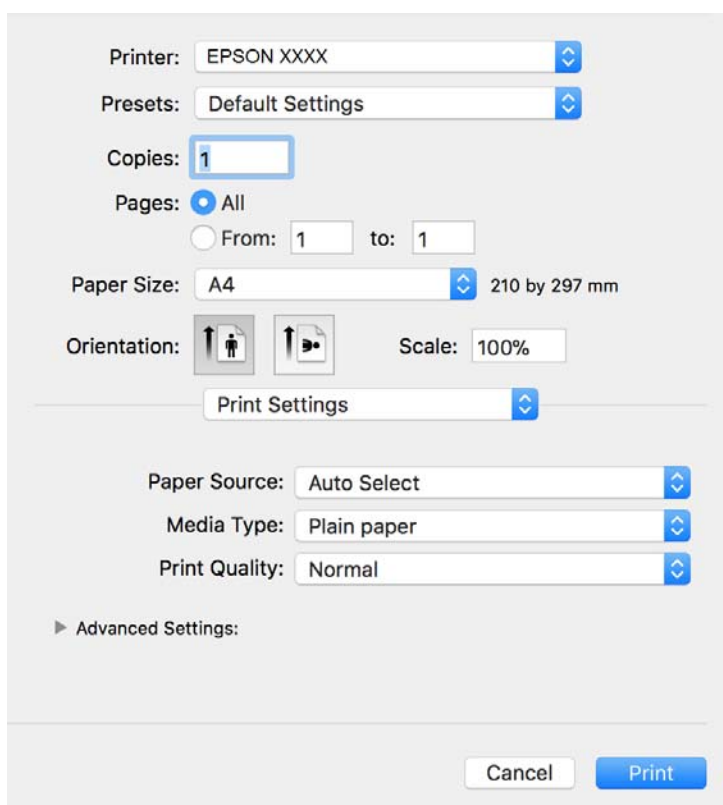 Printer: EPSON XXXX
Presets: Default Settings
Copies: 1
Pages: All
From: 1 to: 1
Paper Size: A4 210 by 297 mm
Orientation: Scale: 100%
Print Settings
Paper Source: Auto Select
Media Type: Plain paper
Print Quality: Normal
Advanced Settings:
Cancel Print